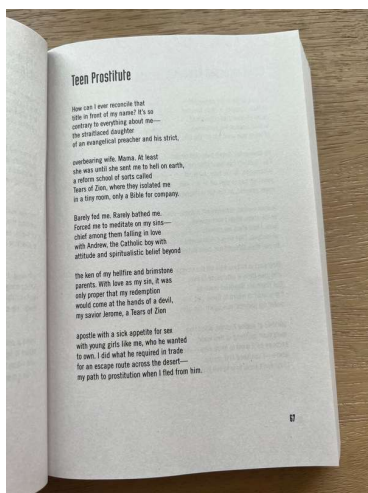 Teen Prostitute
How can I ever reconcile that
title in front of my name? It's so
contrary to everything about me—
the straitlaced daughter
of an evangelical preacher and his strict,
overbearing wife. Mama. At least
she was until she sent me to hell on earth,
a reform school of sorts called
Tears of Zion, where they isolated me
in a tiny room, only a Bible for company.
Barely fed me. Rarely bathed me.
Forced me to meditate on my sins—
chief among them falling in love
with Andrew, the Catholic boy with
attitude and spiritualistic belief beyond
the ken of my hellfire and brimstone
parents. With love as my sin, it was
only proper that my redemption
would come at the hands of a devil,
my savior Jerome, a Tears of Zion
apostle with a sick appetite for sex
with young girls like me, who he wanted
to own. I did what he required in trade
for an escape route across the desert—
my path to prostitution when I fled from him.
67